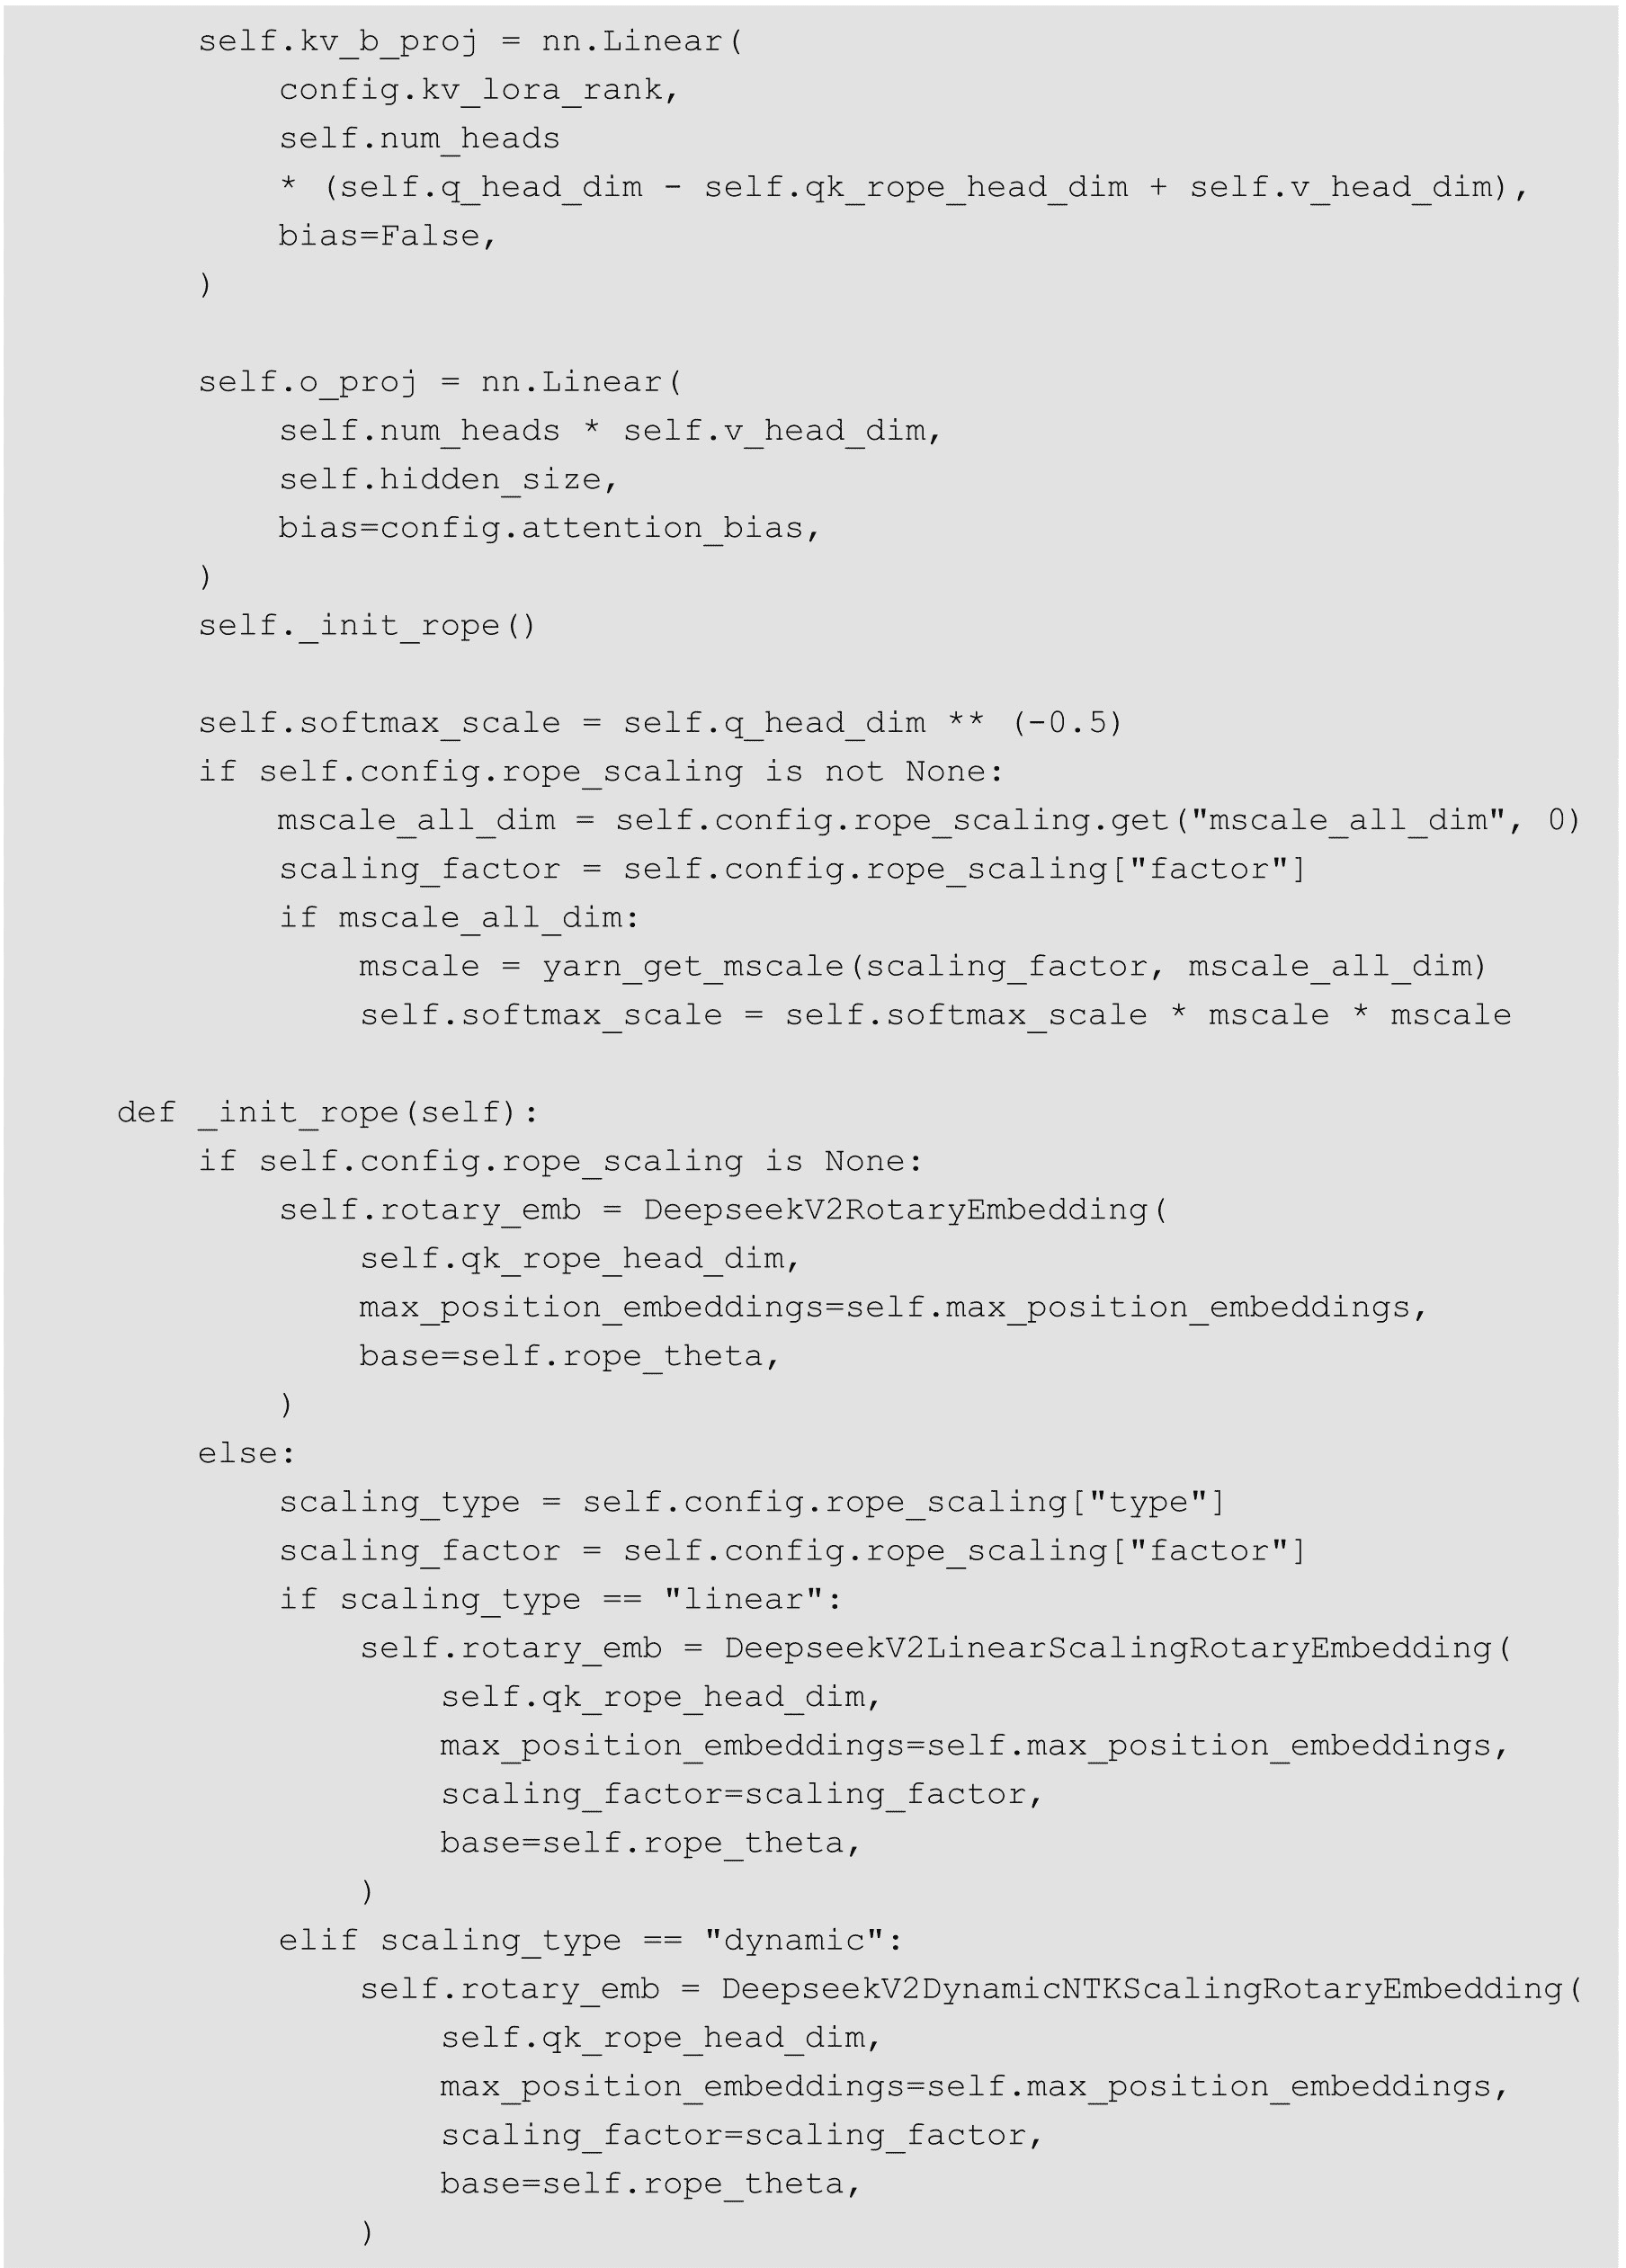 self.kv_b_proj = nn.Linear(
config.kv_lora_rank,
self.num_heads
* (self.q_head_dim - self.qk_rope_head_dim + self.v_head_dim),
bias=False,
)
self.o_proj = nn.Linear(
self.num_heads * self.v_head_dim,
self.hidden_size,
bias=config.attention_bias,
)
self._init_rope()
self.softmax_scale = self.q_head_dim ** (-0.5)
if self.config.rope_scaling is not None:
mscale_all_dim = self.config.rope_scaling.get("mscale_all_dim", 0)
scaling_factor = self.config.rope_scaling["factor"]
if mscale_all_dim:
mscale = yarn_get_mscale(scaling_factor, mscale_all_dim)
self.softmax_scale = self.softmax_scale * mscale * mscale
def _init_rope(self):
if self.config.rope_scaling is None:
self.rotary_emb = DeepseekV2RotaryEmbedding(
self.qk_rope_head_dim,
max_position_embeddings=self.max_position_embeddings,
base=self.rope_theta,
)
else:
scaling_type = self.config.rope_scaling["type"]
scaling_factor = self.config.rope_scaling["factor"]
if scaling_type == "linear":
self.rotary_emb = DeepseekV2LinearScalingRotaryEmbedding(
self.qk_rope_head_dim,
max_position_embeddings=self.max_position_embeddings,
scaling_factor=scaling_factor,
base=self.rope_theta,
)
elif scaling_type == "dynamic":
self.rotary_emb = DeepseekV2DynamicNTKScalingRotaryEmbedding(
self.qk_rope_head_dim,
max_position_embeddings=self.max_position_embeddings,
scaling_factor=scaling_factor,
base=self.rope_theta,
)